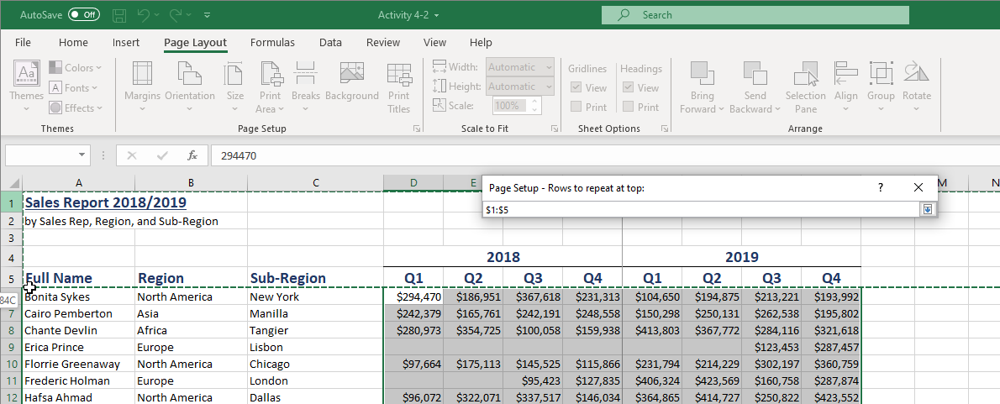 AutoSave Off Activity 4-2 Search
File Home Insert Page Layout Formulas Data Review View Help
Themes Colors Fonts Effects
Margins Orientation Size Print Area Breaks Background Print Titles
Width: Automatic
Height: Automatic
Scale: 100%
Gridlines Headings
View View
Print Print
Bring Forward Send Backward Selection Pane Align Group Rotate
Themes Page Setup Scale to Fit Sheet Options Arrange
fx 294470
A B C D E M N
Page Setup - Rows to repeat at top: ?
$1:$5
1 Sales Report 2018/2019
2 by Sales Rep, Region, and Sub-Region
3
4 2018 2019
5 Full Name Region Sub-Region Q1 Q2 Q3 Q4 Q1 Q2 Q3 Q4
84C Bonita Sykes North America New York $294,470 $186,951 $367,618 $231,313 $104,650 $194,875 $213,221 $193,992
7 Cairo Pemberton Asia Manilla $242,379 $165,761 $242,191 $248,558 $150,298 $250,131 $262,538 $195,802
8 Chante Devlin Africa Tangier $280,973 $354,725 $100,058 $159,938 $413,803 $367,772 $284,116 $321,618
9 Erica Prince Europe Lisbon $123,453 $287,457
10 Florrie Greenaway North America Chicago $97,664 $175,113 $145,525 $115,866 $231,794 $214,229 $302,197 $360,759
11 Frederic Holman Europe London $95,423 $127,835 $406,324 $423,569 $160,758 $287,874
12 Hafsa Ahmad North America Dallas $96,072 $322,071 $337,517 $146,034 $364,865 $414,727 $250,822 $423,552